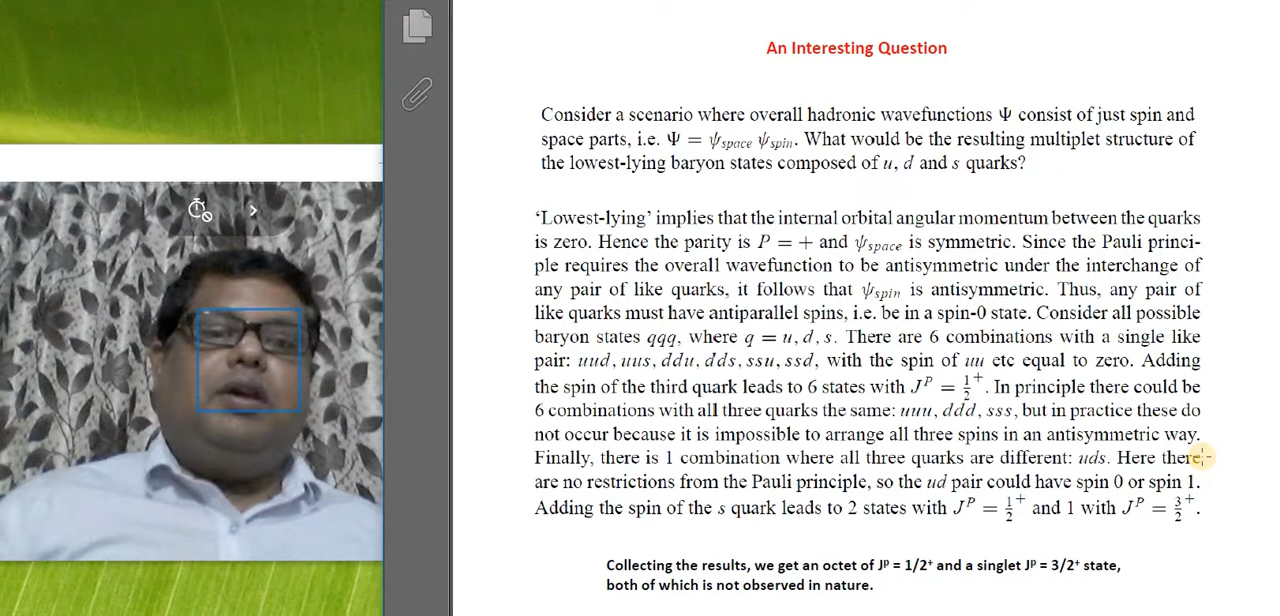 An Interesting Question
Consider a scenario where overall hadronic wavefunctions Ψ consist of just spin and
space parts, i.e. Ψ = ψspace ψspin. What would be the resulting multiplet structure of
the lowest-lying baryon states composed of u, d and s quarks?
‘Lowest-lying’ implies that the internal orbital angular momentum between the quarks
is zero. Hence the parity is P = + and ψspace is symmetric. Since the Pauli princi-
ple requires the overall wavefunction to be antisymmetric under the interchange of
any pair of like quarks, it follows that ψspin is antisymmetric. Thus, any pair of
like quarks must have antiparallel spins, i.e. be in a spin-0 state. Consider all possible
baryon states qqq, where q = u, d, s. There are 6 combinations with a single like
pair: uud, uus, ddu, dds, ssu, ssd, with the spin of uu etc equal to zero. Adding
the spin of the third quark leads to 6 states with J^P = 1/2^+. In principle there could be
6 combinations with all three quarks the same: uuu, ddd, sss, but in practice these do
not occur because it is impossible to arrange all three spins in an antisymmetric way.
Finally, there is 1 combination where all three quarks are different: uds. Here there
are no restrictions from the Pauli principle, so the ud pair could have spin 0 or spin 1.
Adding the spin of the s quark leads to 2 states with J^P = 1/2^+ and 1 with J^P = 3/2^+.
Collecting the results, we get an octet of Jᵖ = 1/2⁺ and a singlet Jᵖ = 3/2⁺ state,
both of which is not observed in nature.